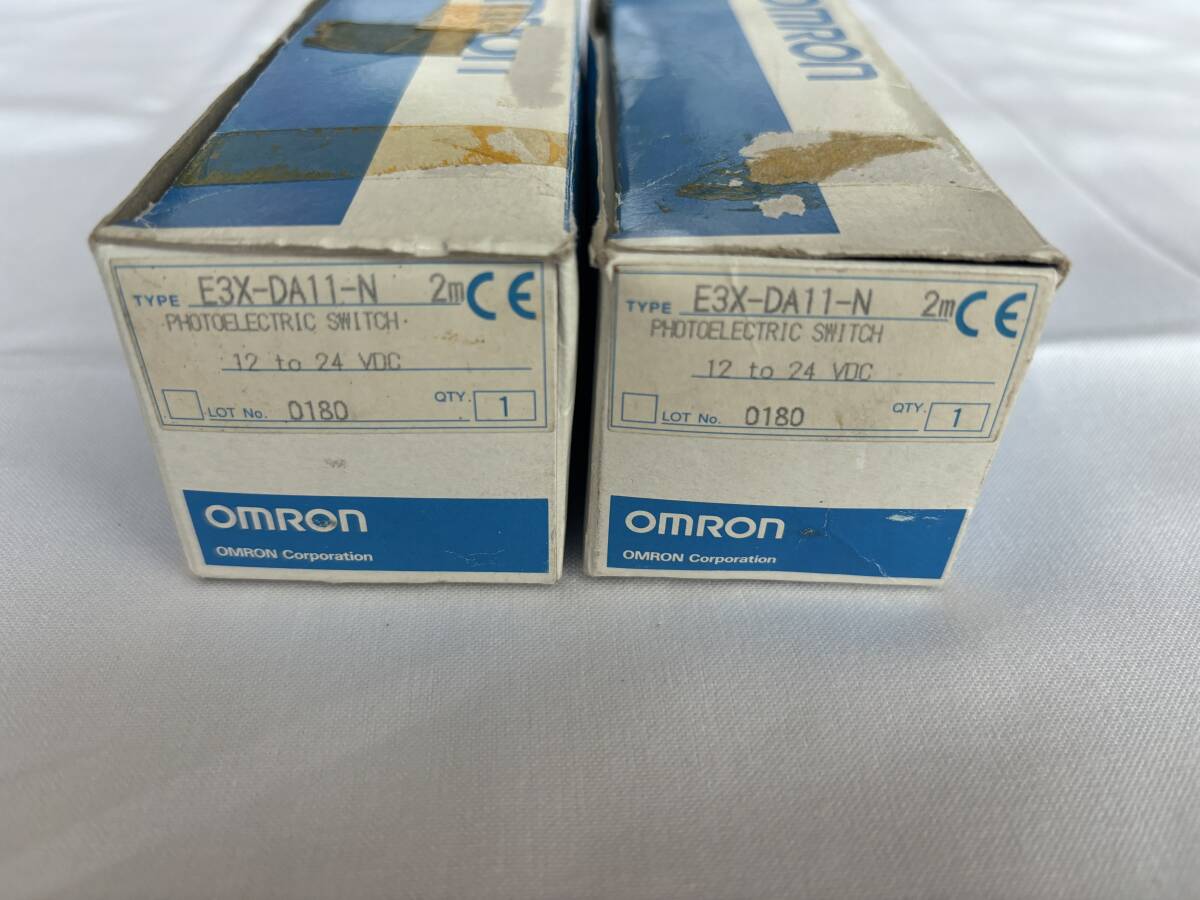 OMRON
TYPE E3X-DA11-N 2m CE
PHOTOELECTRIC SWITCH
12 to 24 VDC
LOT No. 0180 QTY. 1
OMRON
OMRON Corporation
OMRON
TYPE E3X-DA11-N 2m CE
PHOTOELECTRIC SWITCH
12 to 24 VDC
LOT No. 0180 QTY. 1
OMRON
OMRON Corporation